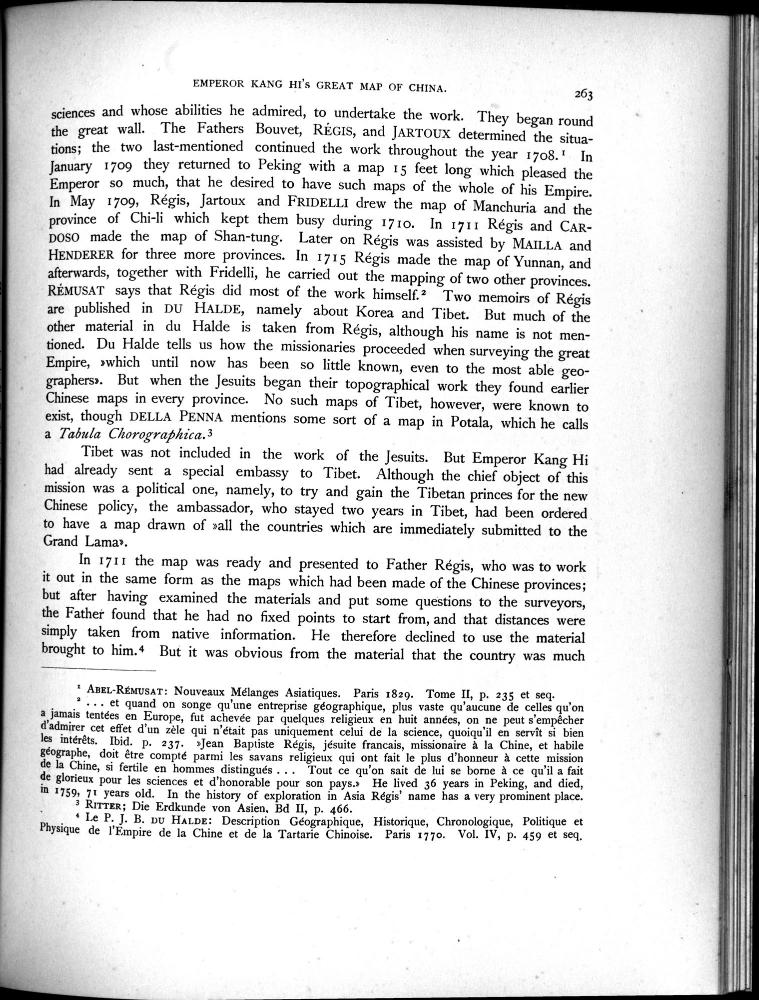 EMPEROR KANG HI'S GREAT MAP OF CHINA.
263
sciences and whose abilities he admired, to undertake the work. They began round
the great wall. The Fathers Bouvet, RÉGIS, and JARTOUX determined the situa-
tions; the two last-mentioned continued the work throughout the year 1708.¹ In
January 1709 they returned to Peking with a map 15 feet long which pleased the
Emperor so much, that he desired to have such maps of the whole of his Empire.
In May 1709, Régis, Jartoux and FRIDELLI drew the map of Manchuria and the
province of Chi-li which kept them busy during 1710. In 1711 Régis and CAR-
DOSO made the map of Shan-tung. Later on Régis was assisted by MAILLA and
HENDERER for three more provinces. In 1715 Régis made the map of Yunnan, and
afterwards, together with Fridelli, he carried out the mapping of two other provinces.
RÉMUSAT says that Régis did most of the work himself.² Two memoirs of Régis
are published in DU HALDE, namely about Korea and Tibet. But much of the
other material in du Halde is taken from Régis, although his name is not men-
tioned. Du Halde tells us how the missionaries proceeded when surveying the great
Empire, »which until now has been so little known, even to the most able geo-
graphers». But when the Jesuits began their topographical work they found earlier
Chinese maps in every province. No such maps of Tibet, however, were known to
exist, though DELLA PENNA mentions some sort of a map in Potala, which he calls
a Tabula Chorographica.³
Tibet was not included in the work of the Jesuits. But Emperor Kang Hi
had already sent a special embassy to Tibet. Although the chief object of this
mission was a political one, namely, to try and gain the Tibetan princes for the new
Chinese policy, the ambassador, who stayed two years in Tibet, had been ordered
to have a map drawn of »all the countries which are immediately submitted to the
Grand Lama».
In 1711 the map was ready and presented to Father Régis, who was to work
it out in the same form as the maps which had been made of the Chinese provinces;
but after having examined the materials and put some questions to the surveyors,
the Father found that he had no fixed points to start from, and that distances were
simply taken from native information. He therefore declined to use the material
brought to him.⁴ But it was obvious from the material that the country was much
¹ ABEL-RÉMUSAT: Nouveaux Mélanges Asiatiques. Paris 1829. Tome II, p. 235 et seq.
² . . . et quand on songe qu'une entreprise géographique, plus vaste qu'aucune de celles qu'on
a jamais tentées en Europe, fut achevée par quelques religieux en huit années, on ne peut s'empêcher
d'admirer cet effet d'un zèle qui n'était pas uniquement celui de la science, quoiqu'il en servît si bien
les intérêts. Ibid. p. 237. »Jean Baptiste Régis, jésuite francais, missionaire à la Chine, et habile
géographe, doit être compté parmi les savans religieux qui ont fait le plus d'honneur à cette mission
de la Chine, si fertile en hommes distingués . . . Tout ce qu'on sait de lui se borne à ce qu'il a fait
de glorieux pour les sciences et d'honorable pour son pays.» He lived 36 years in Peking, and died,
in 1759, 71 years old. In the history of exploration in Asia Régis' name has a very prominent place.
³ RITTER; Die Erdkunde von Asien, Bd II, p. 466.
⁴ Le P. J. B. DU HALDE: Description Géographique, Historique, Chronologique, Politique et
Physique de l'Empire de la Chine et de la Tartarie Chinoise. Paris 1770. Vol. IV, p. 459 et seq.